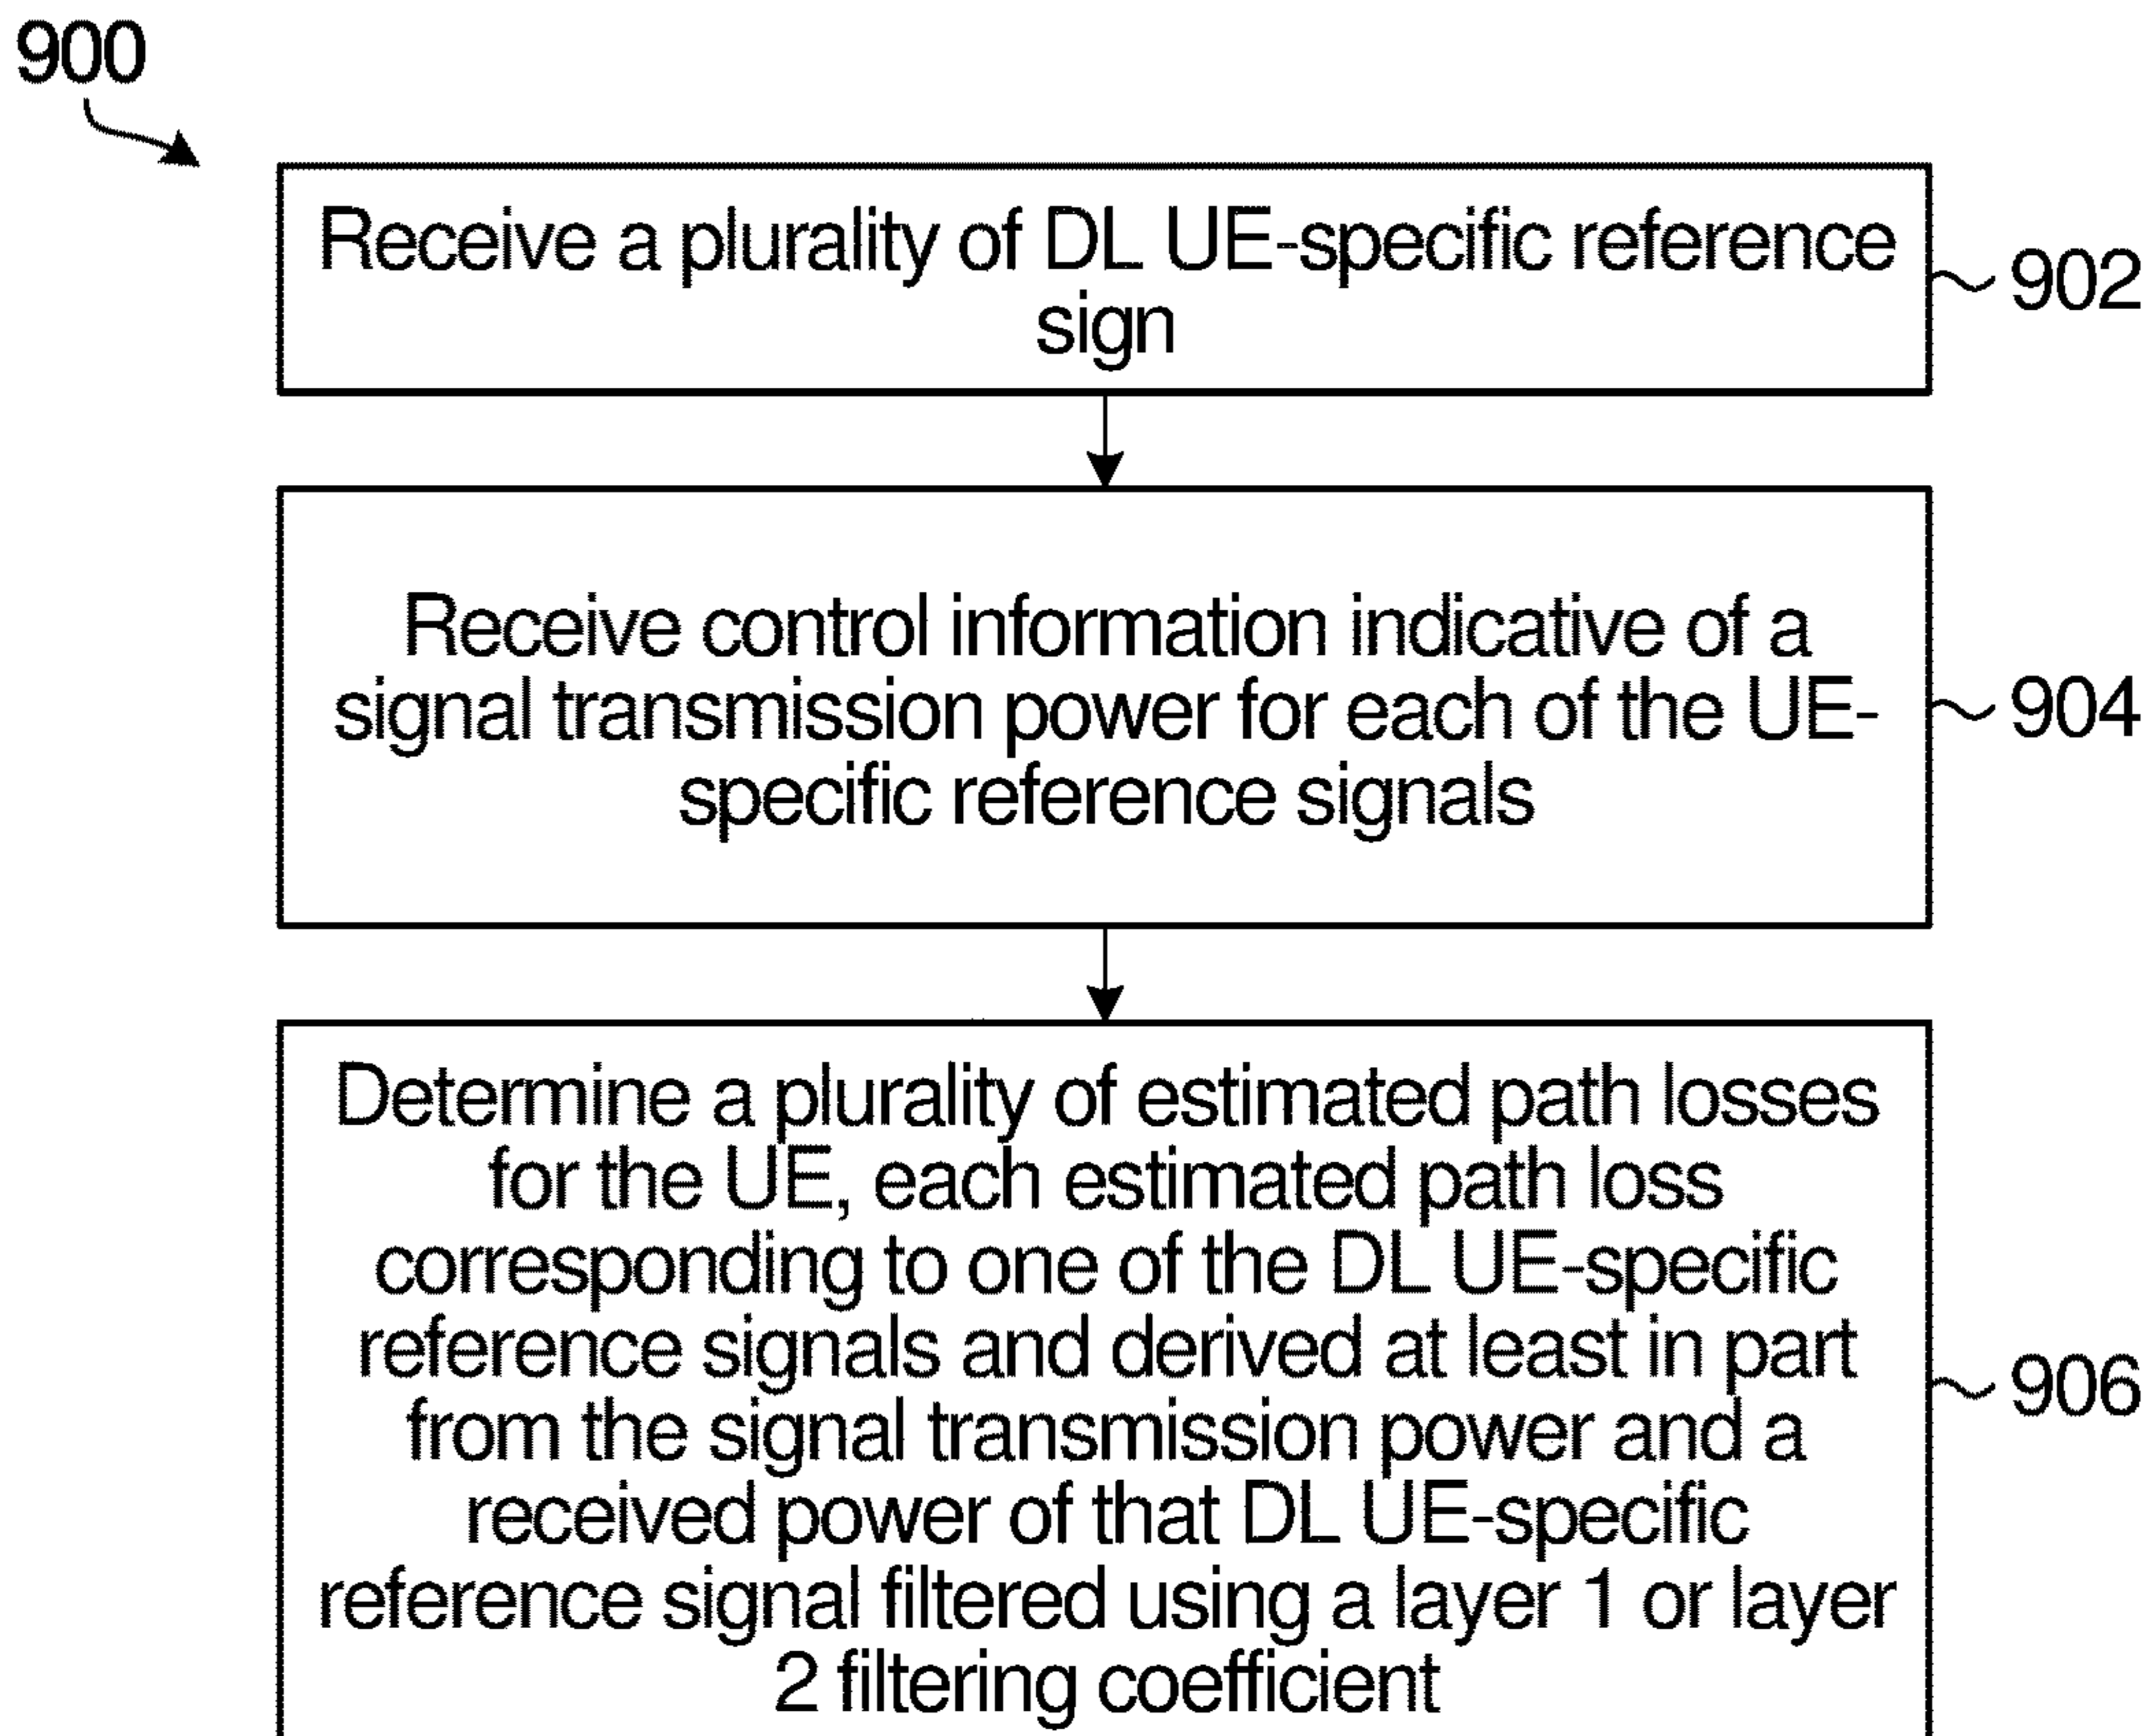 900
Receive a plurality of DL UE-specific reference
sign
902
Receive control information indicative of a
signal transmission power for each of the UE-
specific reference signals
904
Determine a plurality of estimated path losses
for the UE, each estimated path loss
corresponding to one of the DL UE-specific
reference signals and derived at least in part
from the signal transmission power and a
received power of that DL UE-specific
reference signal filtered using a layer 1 or layer
2 filtering coefficient
906